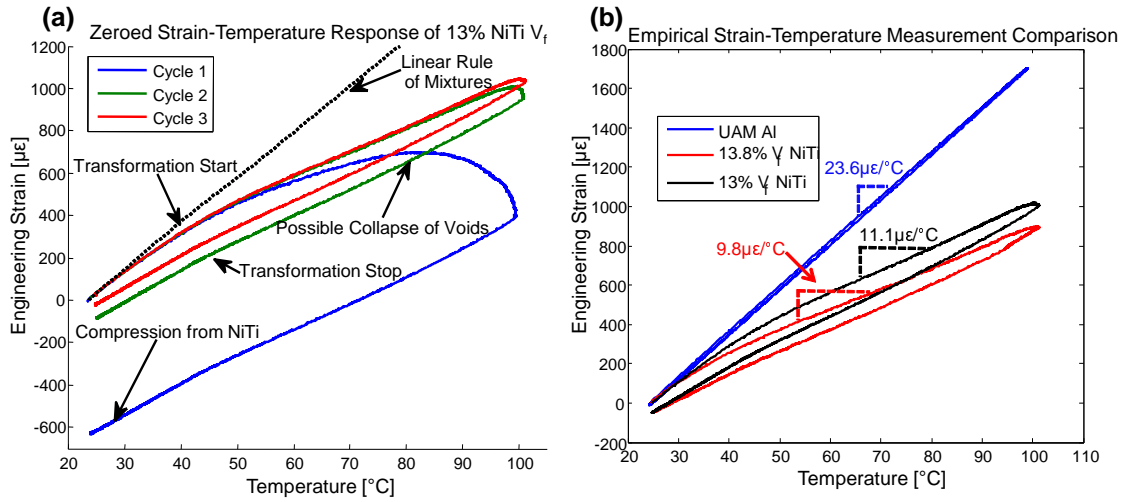 (a)
Zeroed Strain-Temperature Response of 13% NiTi Vf
1200
1000
800
600
400
200
0
-200
-400
-600
Engineering Strain [µε]
Cycle 1
Cycle 2
Cycle 3
Linear Rule
of Mixtures
Transformation Start
Possible Collapse of Voids
Transformation Stop
Compression from NiTi
20 30 40 50 60 70 80 90 100
Temperature [°C]
(b)
Empirical Strain-Temperature Measurement Comparison
1800
1600
1400
1200
1000
800
600
400
200
0
-200
Engineering Strain [µε]
UAM Al
13.8% Vf NiTi
13% Vf NiTi
23.6µε/°C
11.1µε/°C
9.8µε/°C
20 30 40 50 60 70 80 90 100 110
Temperature [°C]